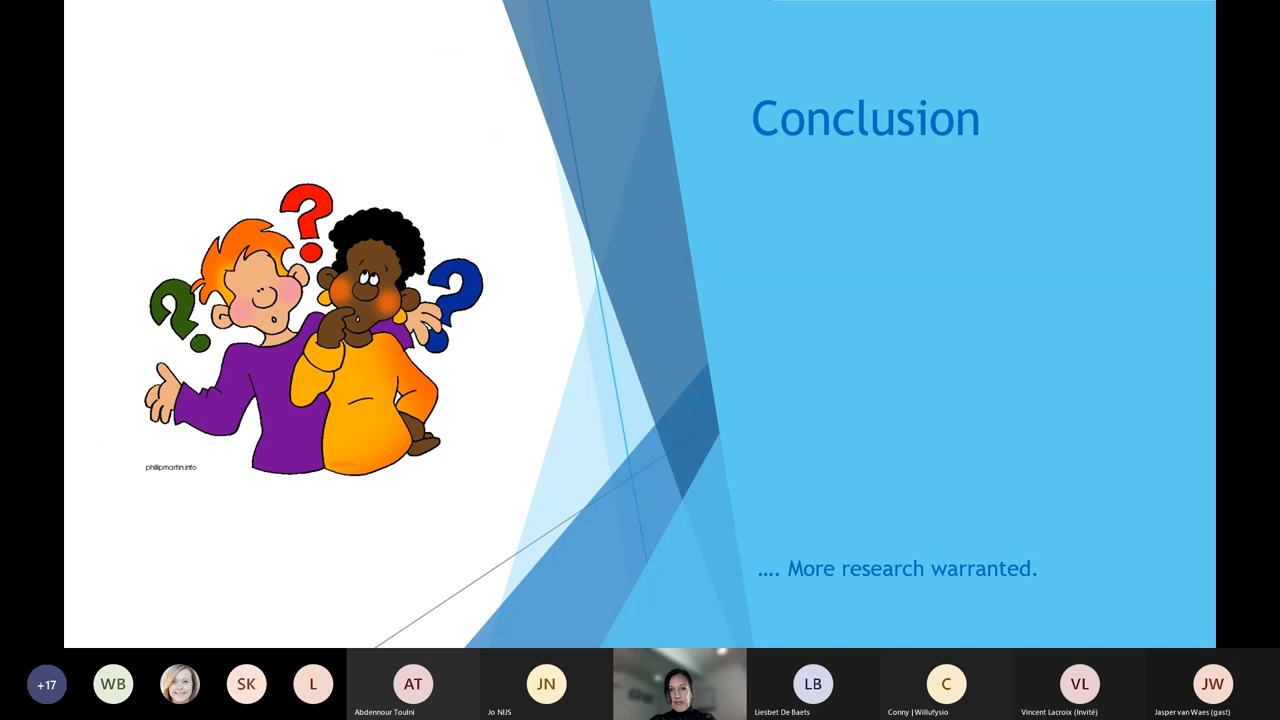 Conclusion
phillipmartin.info
.... More research warranted.
+17
WB
SK
L
AT
JN
LB
C
VL
JW
Abdennour Toulni
Jo NIJS
Liesbet De Baets
Conny | Willufysio
Vincent Lacroix (Invité)
Jasper van Waes (gast)